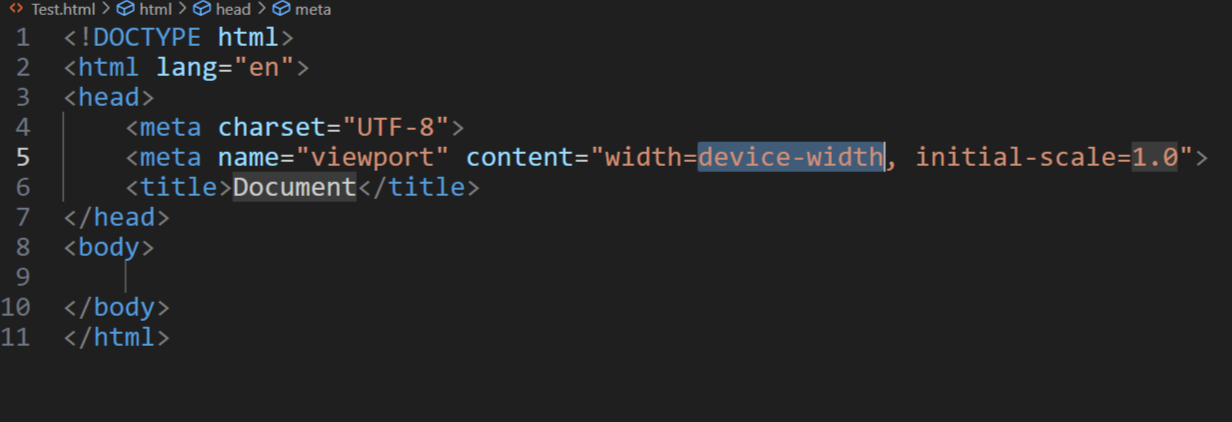 Test.html > html > head > meta
1 <!DOCTYPE html>
2 <html lang="en">
3 <head>
4     <meta charset="UTF-8">
5     <meta name="viewport" content="width=device-width, initial-scale=1.0">
6     <title>Document</title>
7 </head>
8 <body>
9
10 </body>
11 </html>